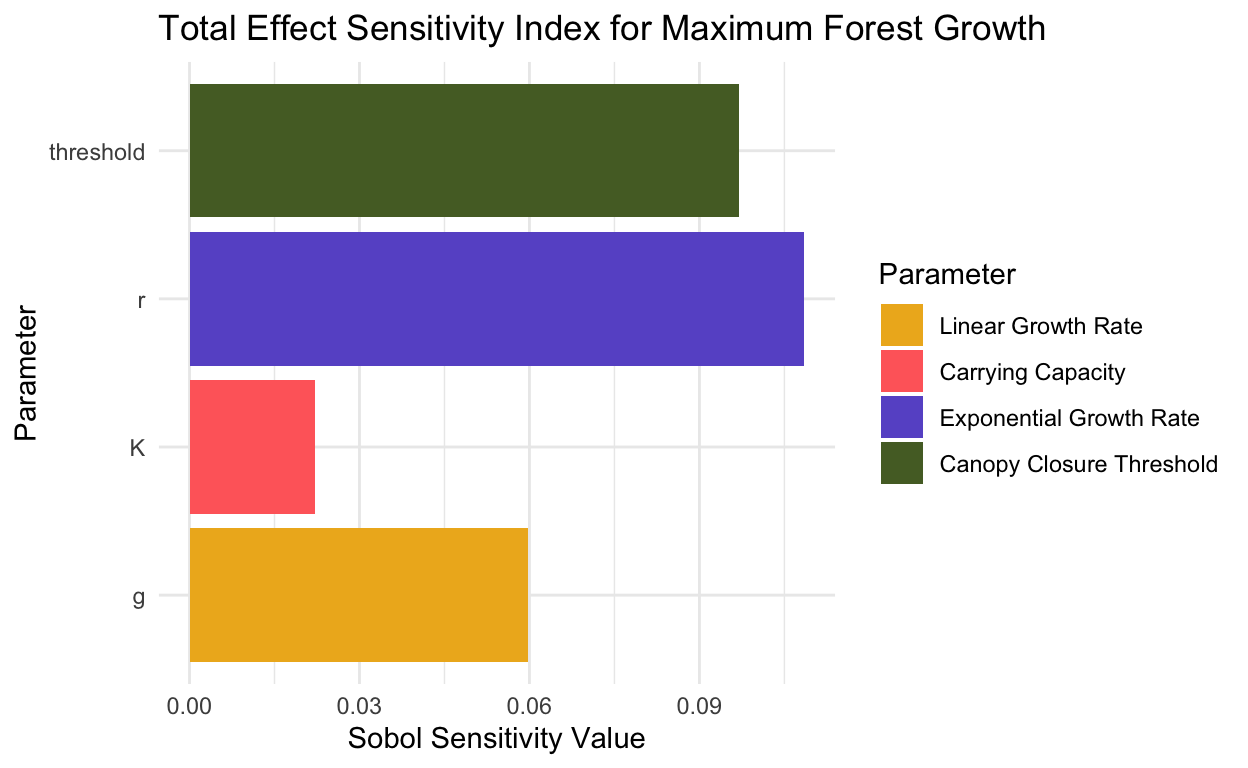 Total Effect Sensitivity Index for Maximum Forest Growth
Parameter
threshold
r
K
g
0.00 0.03 0.06 0.09
Sobol Sensitivity Value
Parameter
Linear Growth Rate
Carrying Capacity
Exponential Growth Rate
Canopy Closure Threshold